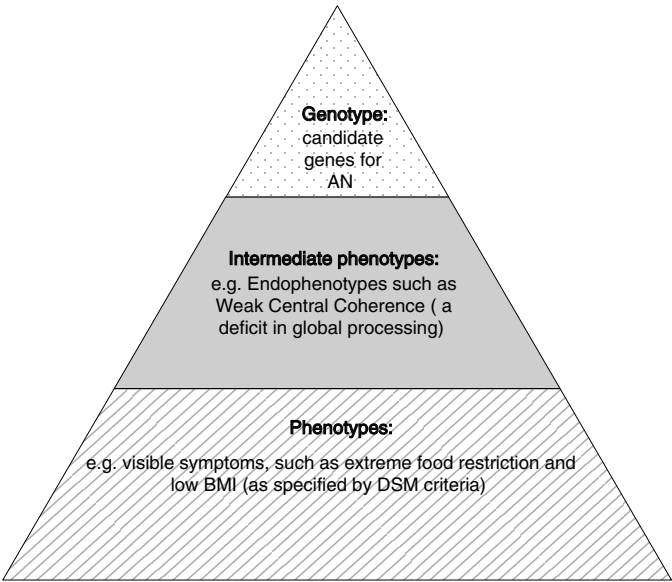 Genotype:
candidate
genes for
AN
Intermediate phenotypes:
e.g. Endophenotypes such as
Weak Central Coherence ( a
deficit in global processing)
Phenotypes:
e.g. visible symptoms, such as extreme food restriction and
low BMI (as specified by DSM criteria)